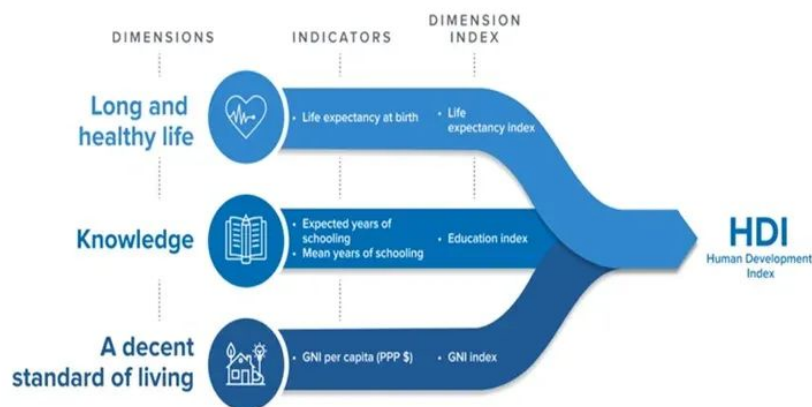 DIMENSIONS
INDICATORS
DIMENSION
INDEX
Long and
healthy life
• Life expectancy at birth
• Life
expectancy index
Knowledge
• Expected years of
schooling
• Mean years of schooling
• Education index
A decent
standard of living
• GNI per capita (PPP $)
• GNI index
HDI
Human Development
Index